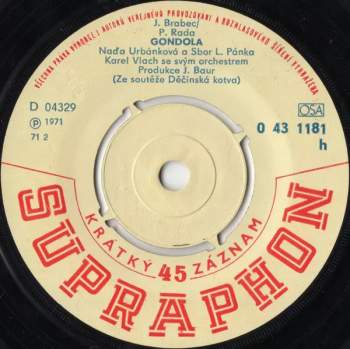 VŠECHNA PRÁVA VÝROBCE I AUTORŮ VEŘEJNÉHO PROVOZOVÁNÍ A ROZHLASOVÉHO ŠÍŘENÍ VYHRAZENA
J. Brabec/
P. Rada
GONDOLA
Naďa Urbánková a Sbor L. Pánka
Karel Vlach se svým orchestrem
Produkce J. Baur
(Ze soutěže Děčínská kotva)
D 04329
Ⓟ 1971
71 2
OSA
0 43 1181
h
KRÁTKÝ 45 ZÁZNAM
SUPRAPHON